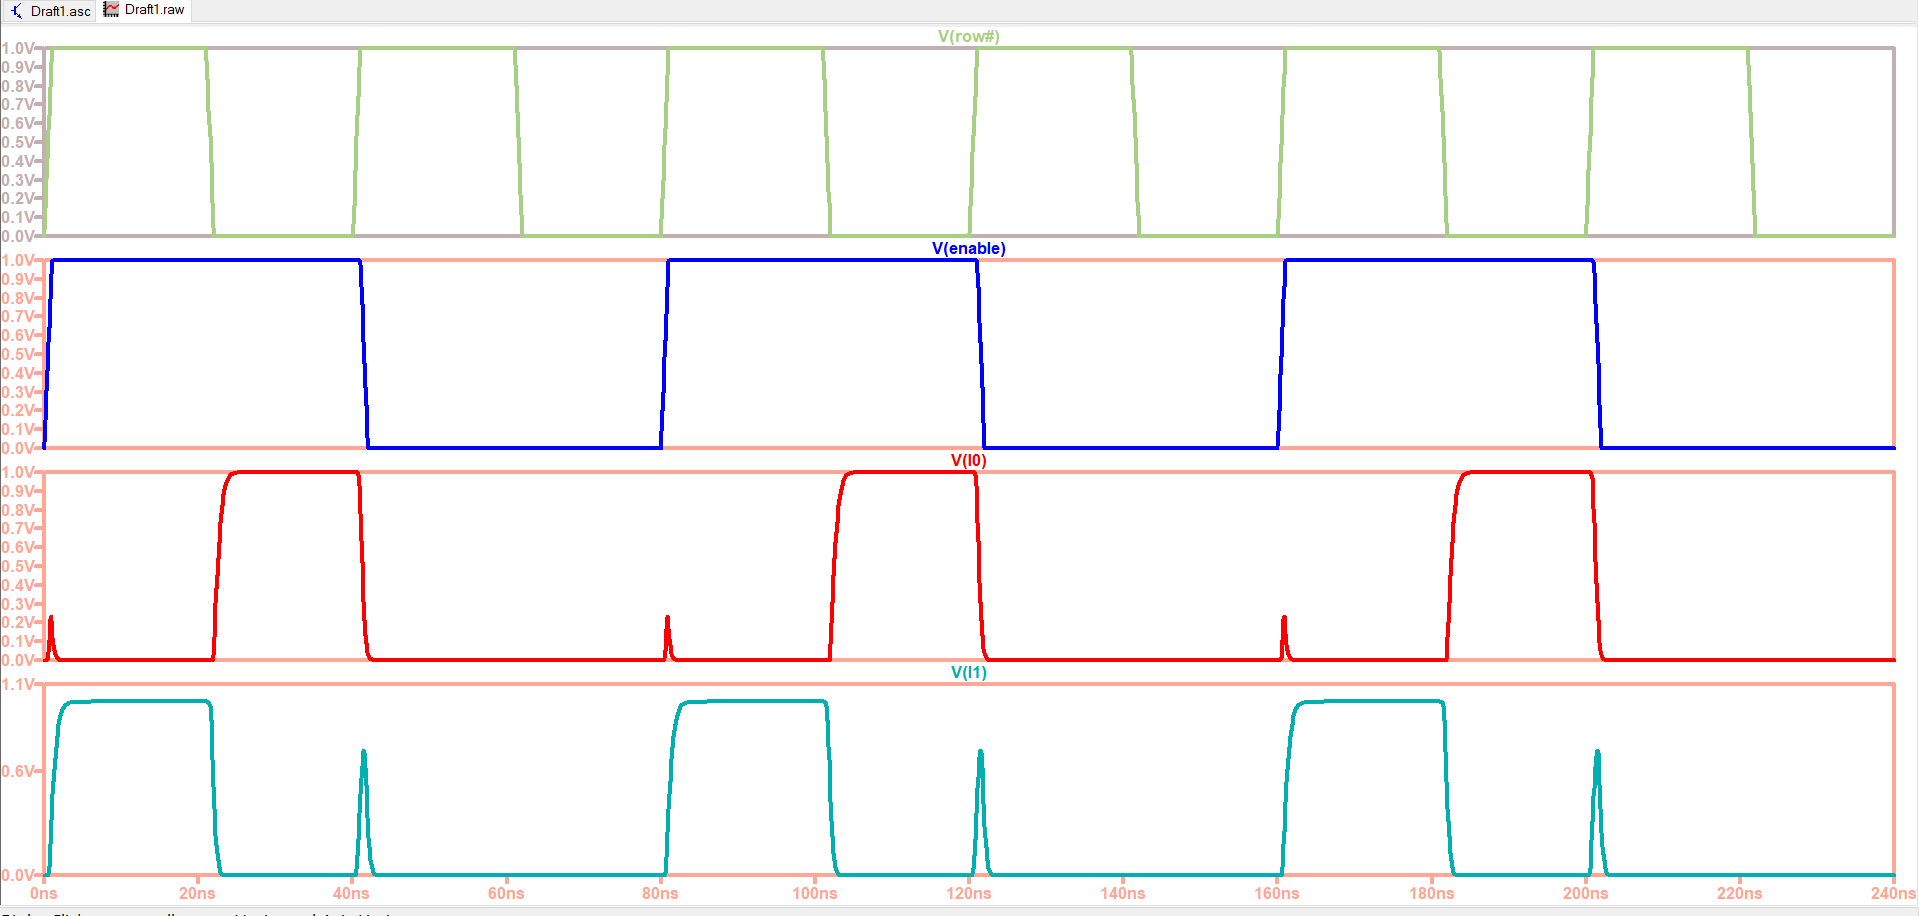 Draft1.asc Draft1.raw
V(row#)
1.0V
0.9V
0.8V
0.7V
0.6V
0.5V
0.4V
0.3V
0.2V
0.1V
0.0V
V(enable)
1.0V
0.9V
0.8V
0.7V
0.6V
0.5V
0.4V
0.3V
0.2V
0.1V
0.0V
V(l0)
1.0V
0.9V
0.8V
0.7V
0.6V
0.5V
0.4V
0.3V
0.2V
0.1V
0.0V
V(l1)
1.1V
0.6V
0.0V
0ns 20ns 40ns 60ns 80ns 100ns 120ns 140ns 160ns 180ns 200ns 220ns 240ns